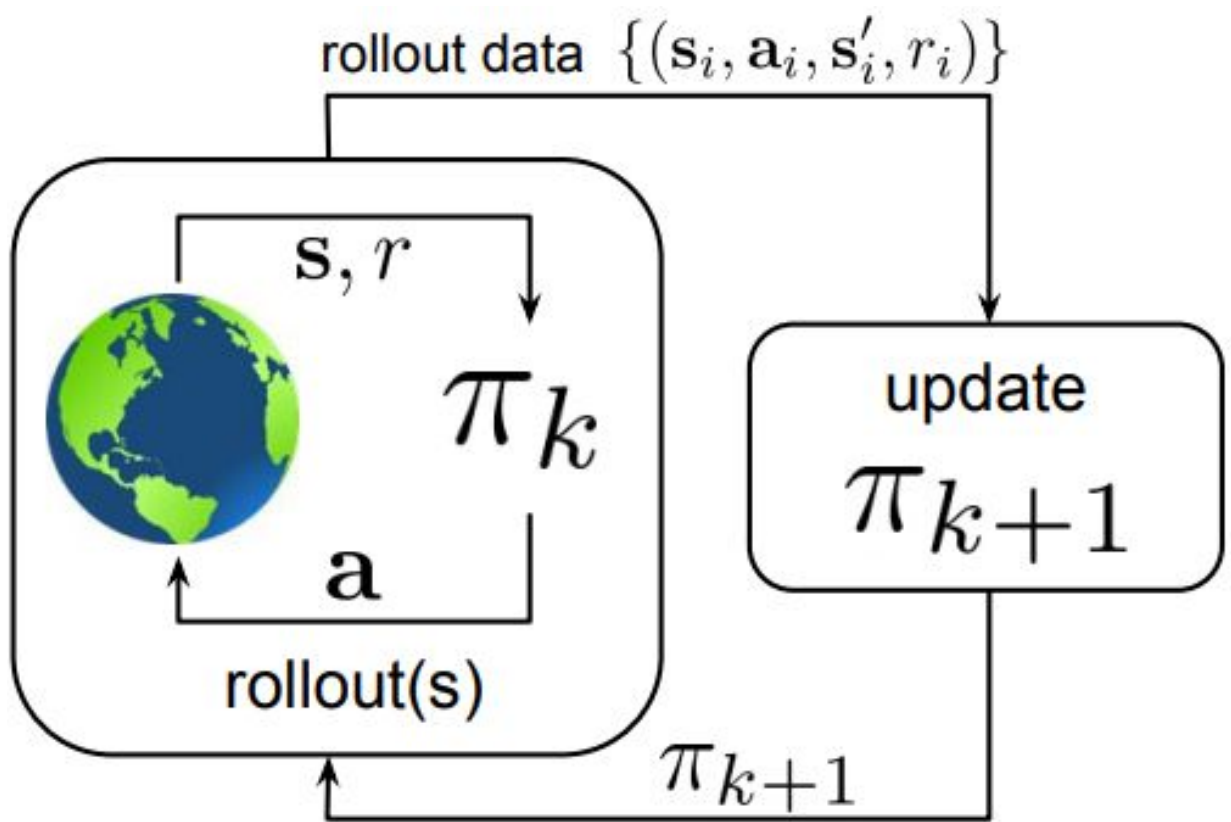 rollout data {(s_i, a_i, s'_i, r_i)}
s, r
π_k
a
rollout(s)
update
π_{k+1}
π_{k+1}